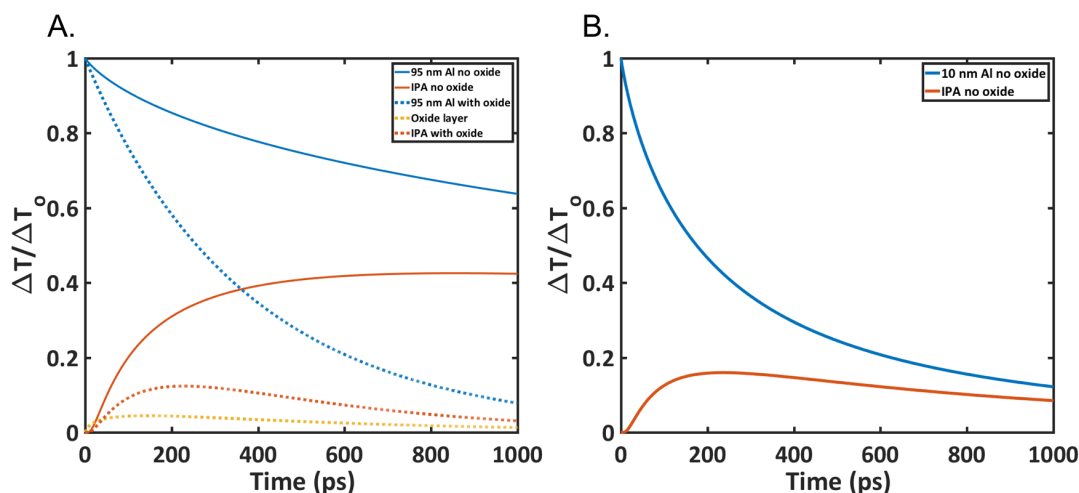 A.
B.
1
0.8
0.6
0.4
0.2
0
ΔT/ΔTo
0 200 400 600 800 1000
Time (ps)
95 nm Al no oxide
IPA no oxide
95 nm Al with oxide
Oxide layer
IPA with oxide
1
0.8
0.6
0.4
0.2
0
ΔT/ΔTo
0 200 400 600 800 1000
Time (ps)
10 nm Al no oxide
IPA no oxide